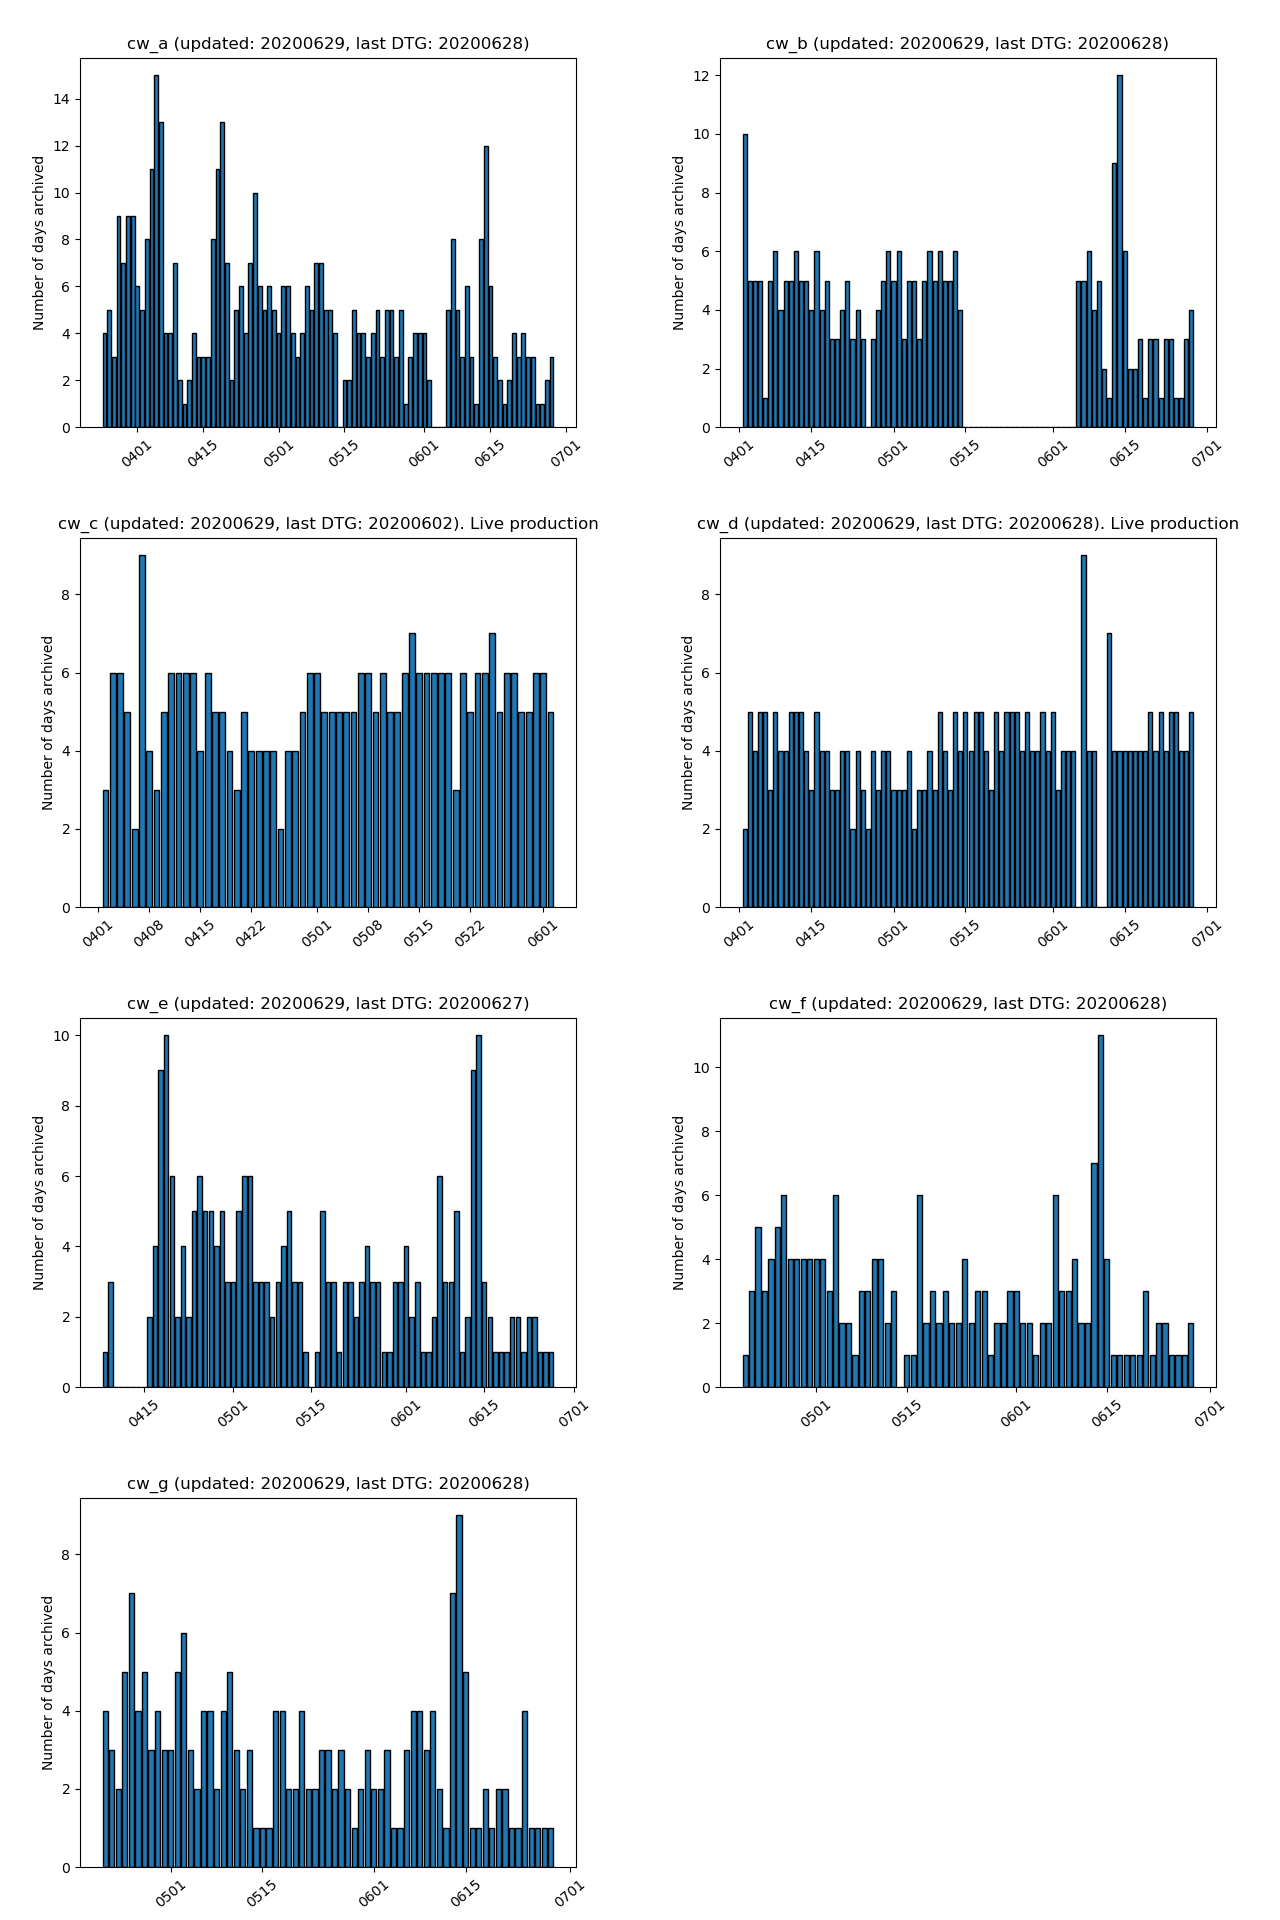 cw_a (updated: 20200629, last DTG: 20200628)
Number of days archived
14
12
10
8
6
4
2
0
0401 0415 0501 0515 0601 0615 0701
cw_b (updated: 20200629, last DTG: 20200628)
Number of days archived
12
10
8
6
4
2
0
0401 0415 0501 0515 0601 0615 0701
cw_c (updated: 20200629, last DTG: 20200602). Live production
Number of days archived
8
6
4
2
0
0401 0408 0415 0422 0501 0508 0515 0522 0601
cw_d (updated: 20200629, last DTG: 20200628). Live production
Number of days archived
8
6
4
2
0
0401 0415 0501 0515 0601 0615 0701
cw_e (updated: 20200629, last DTG: 20200627)
Number of days archived
10
8
6
4
2
0
0415 0501 0515 0601 0615 0701
cw_f (updated: 20200629, last DTG: 20200628)
Number of days archived
10
8
6
4
2
0
0501 0515 0601 0615 0701
cw_g (updated: 20200629, last DTG: 20200628)
Number of days archived
8
6
4
2
0
0501 0515 0601 0615 0701